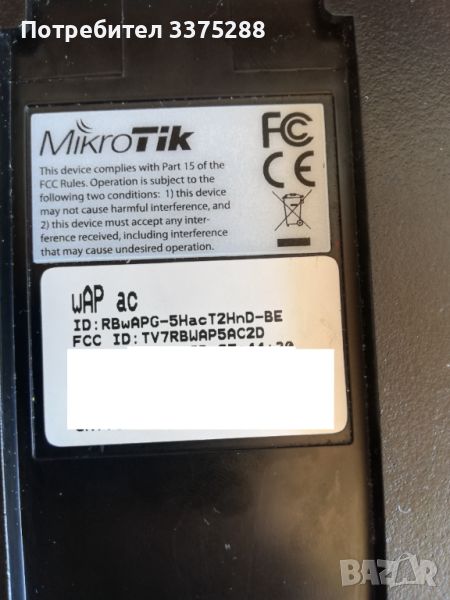 Потребител 3375288
MikroTik
This device complies with Part 15 of the
FCC Rules. Operation is subject to the
following two conditions: 1) this device
may not cause harmful interference, and
2) this device must accept any inter-
ference received, including interference
that may cause undesired operation.
FC
CE
wAP ac
ID:RBwAPG-5HacT2HnD-BE
FCC ID:TV7RBWAP5AC2D
BAZAR